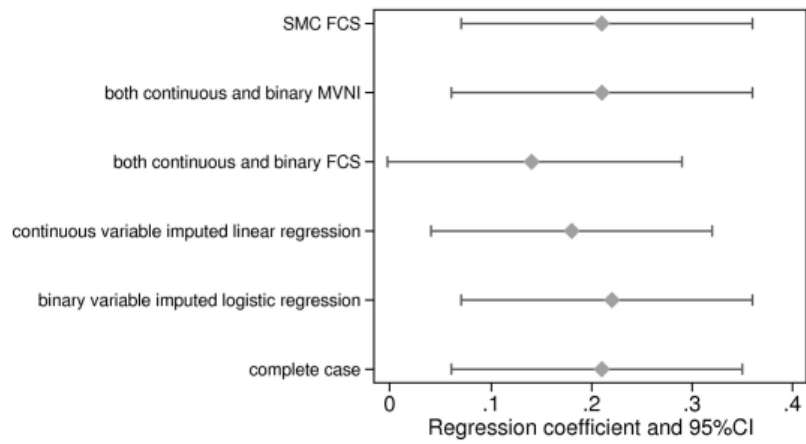 SMC FCS
both continuous and binary MVNI
both continuous and binary FCS
continuous variable imputed linear regression
binary variable imputed logistic regression
complete case
0 .1 .2 .3 .4
Regression coefficient and 95%CI